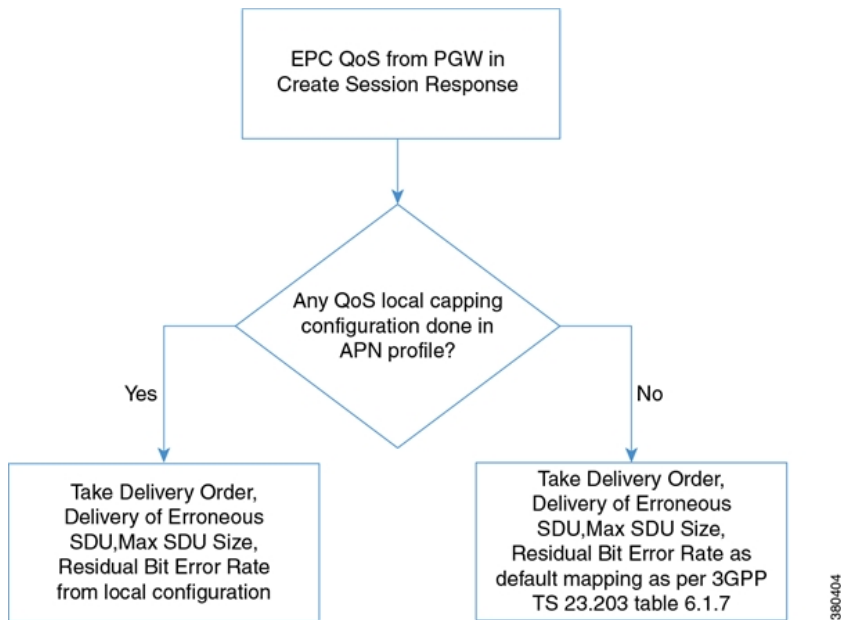 EPC QoS from PGW in
Create Session Response
Any QoS local capping
configuration done in
APN profile?
Yes
No
Take Delivery Order,
Delivery of Erroneous
SDU,Max SDU Size,
Residual Bit Error Rate
from local configuration
Take Delivery Order,
Delivery of Erroneous
SDU,Max SDU Size,
Residual Bit Error Rate as
default mapping as per 3GPP
TS 23.203 table 6.1.7
380404